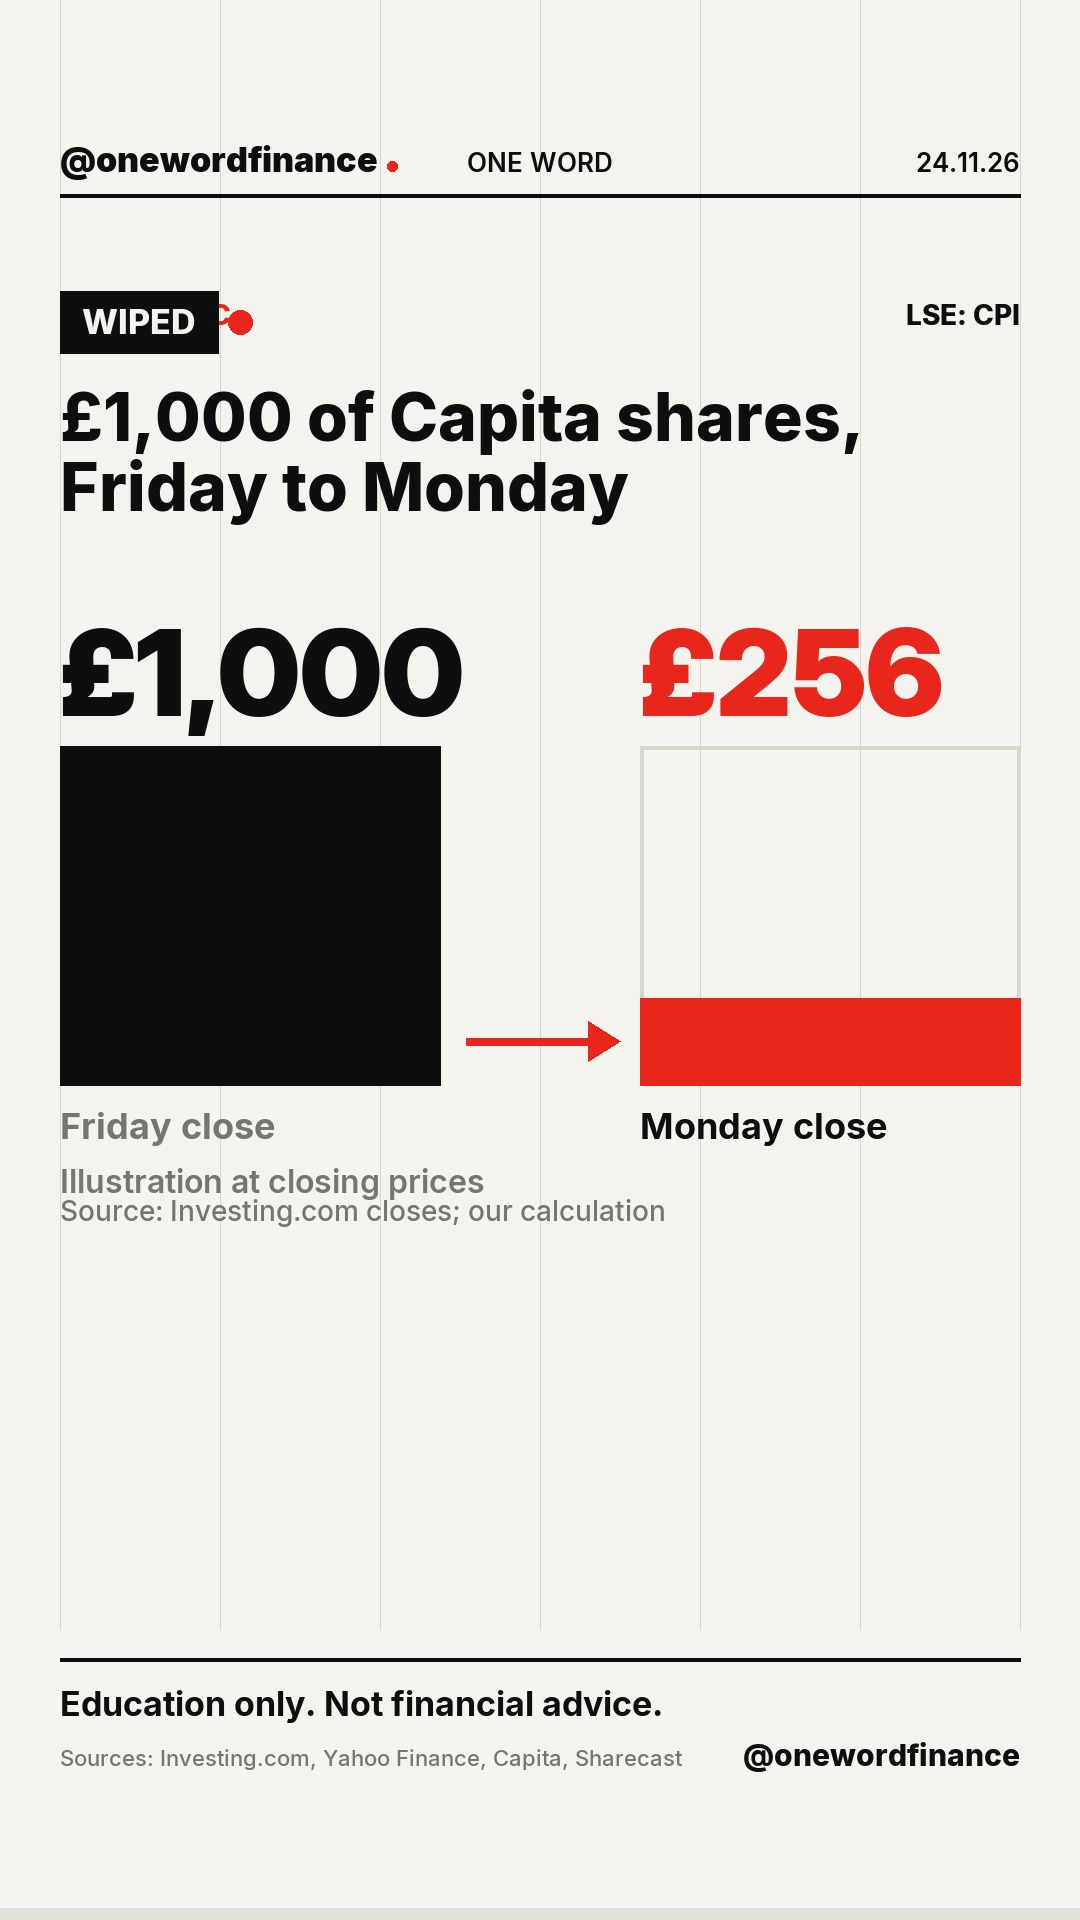 @onewordfinance
ONE WORD
24.11.26
WIPED
LSE: CPI
£1,000 of Capita shares,
Friday to Monday
£1,000
£256
Friday close
Monday close
Illustration at closing prices
Source: Investing.com closes; our calculation
Education only. Not financial advice.
Sources: Investing.com, Yahoo Finance, Capita, Sharecast
@onewordfinance